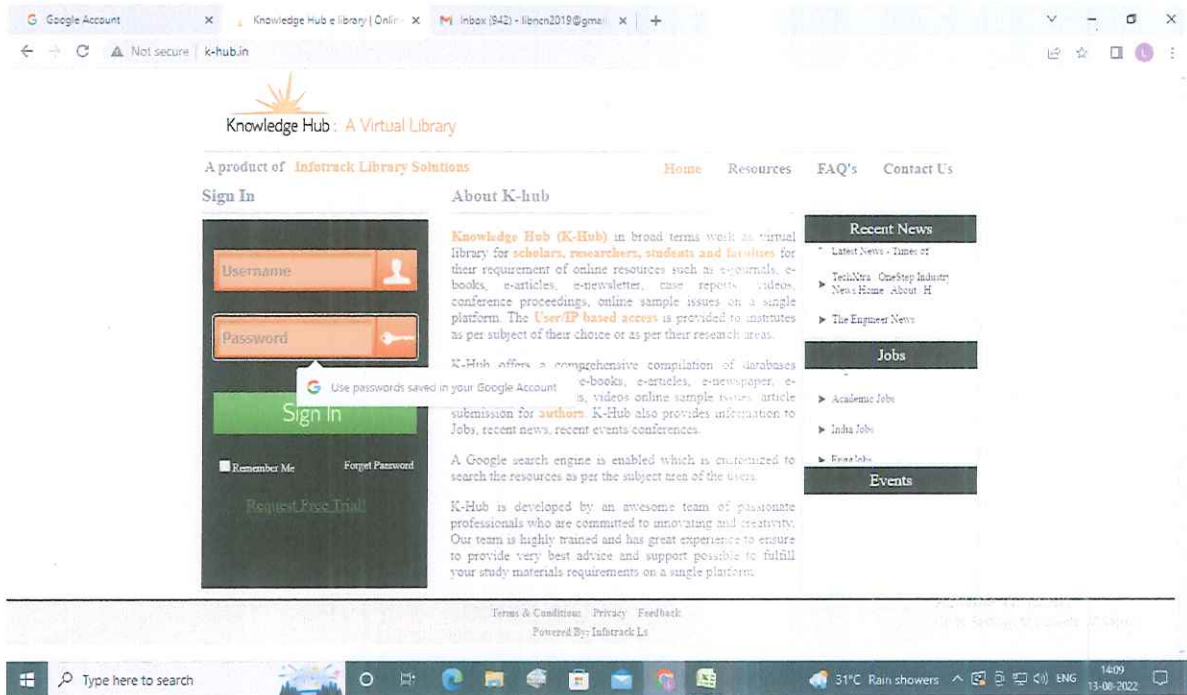 Google Account
Knowledge Hub e library | Onlin
Inbox (942) - libncn2019@gmail
Not secure
k-hub.in
Knowledge Hub : A Virtual Library
A product of Infotrack Library Solutions
Home Resources FAQ's Contact Us
Sign In
Username
Password
Use passwords saved in your Google Account
Sign In
Remember Me
Forget Password
Request Free Trial!
About K-hub
Knowledge Hub (K-Hub) in broad terms work as virtual
library for scholars, researchers, students and faculties for
their requirement of online resources such as e-journals, e-
books, e-articles, e-newsletter, case reports, videos,
conference proceedings, online sample issues on a single
platform. The User/IP based access is provided to institutes
as per subject of their choice or as per their research areas.
K-Hub offers a comprehensive compilation of databases
e-books, e-articles, e-newspaper, e-
s, videos online sample issues, article
submission for authors. K-Hub also provides information to
Jobs, recent news, recent events/conferences.
A Google search engine is enabled which is customized to
search the resources as per the subject area of the users.
K-Hub is developed by an awesome team of passionate
professionals who are committed to innovating and creativity.
Our team is highly trained and has great experience to ensure
to provide very best advice and support possible to fulfill
your study materials requirements on a single platform.
Recent News
Latest News - Times of
TechXtra OneStep Industry
News Home About H
The Engineer News
Jobs
Academic Jobs
India Jobs
Engg Jobs
Events
Terms & Conditions Privacy Feedback
Powered By: Infotrack Ls
Type here to search
31°C Rain showers
ENG
14:09
13-08-2022